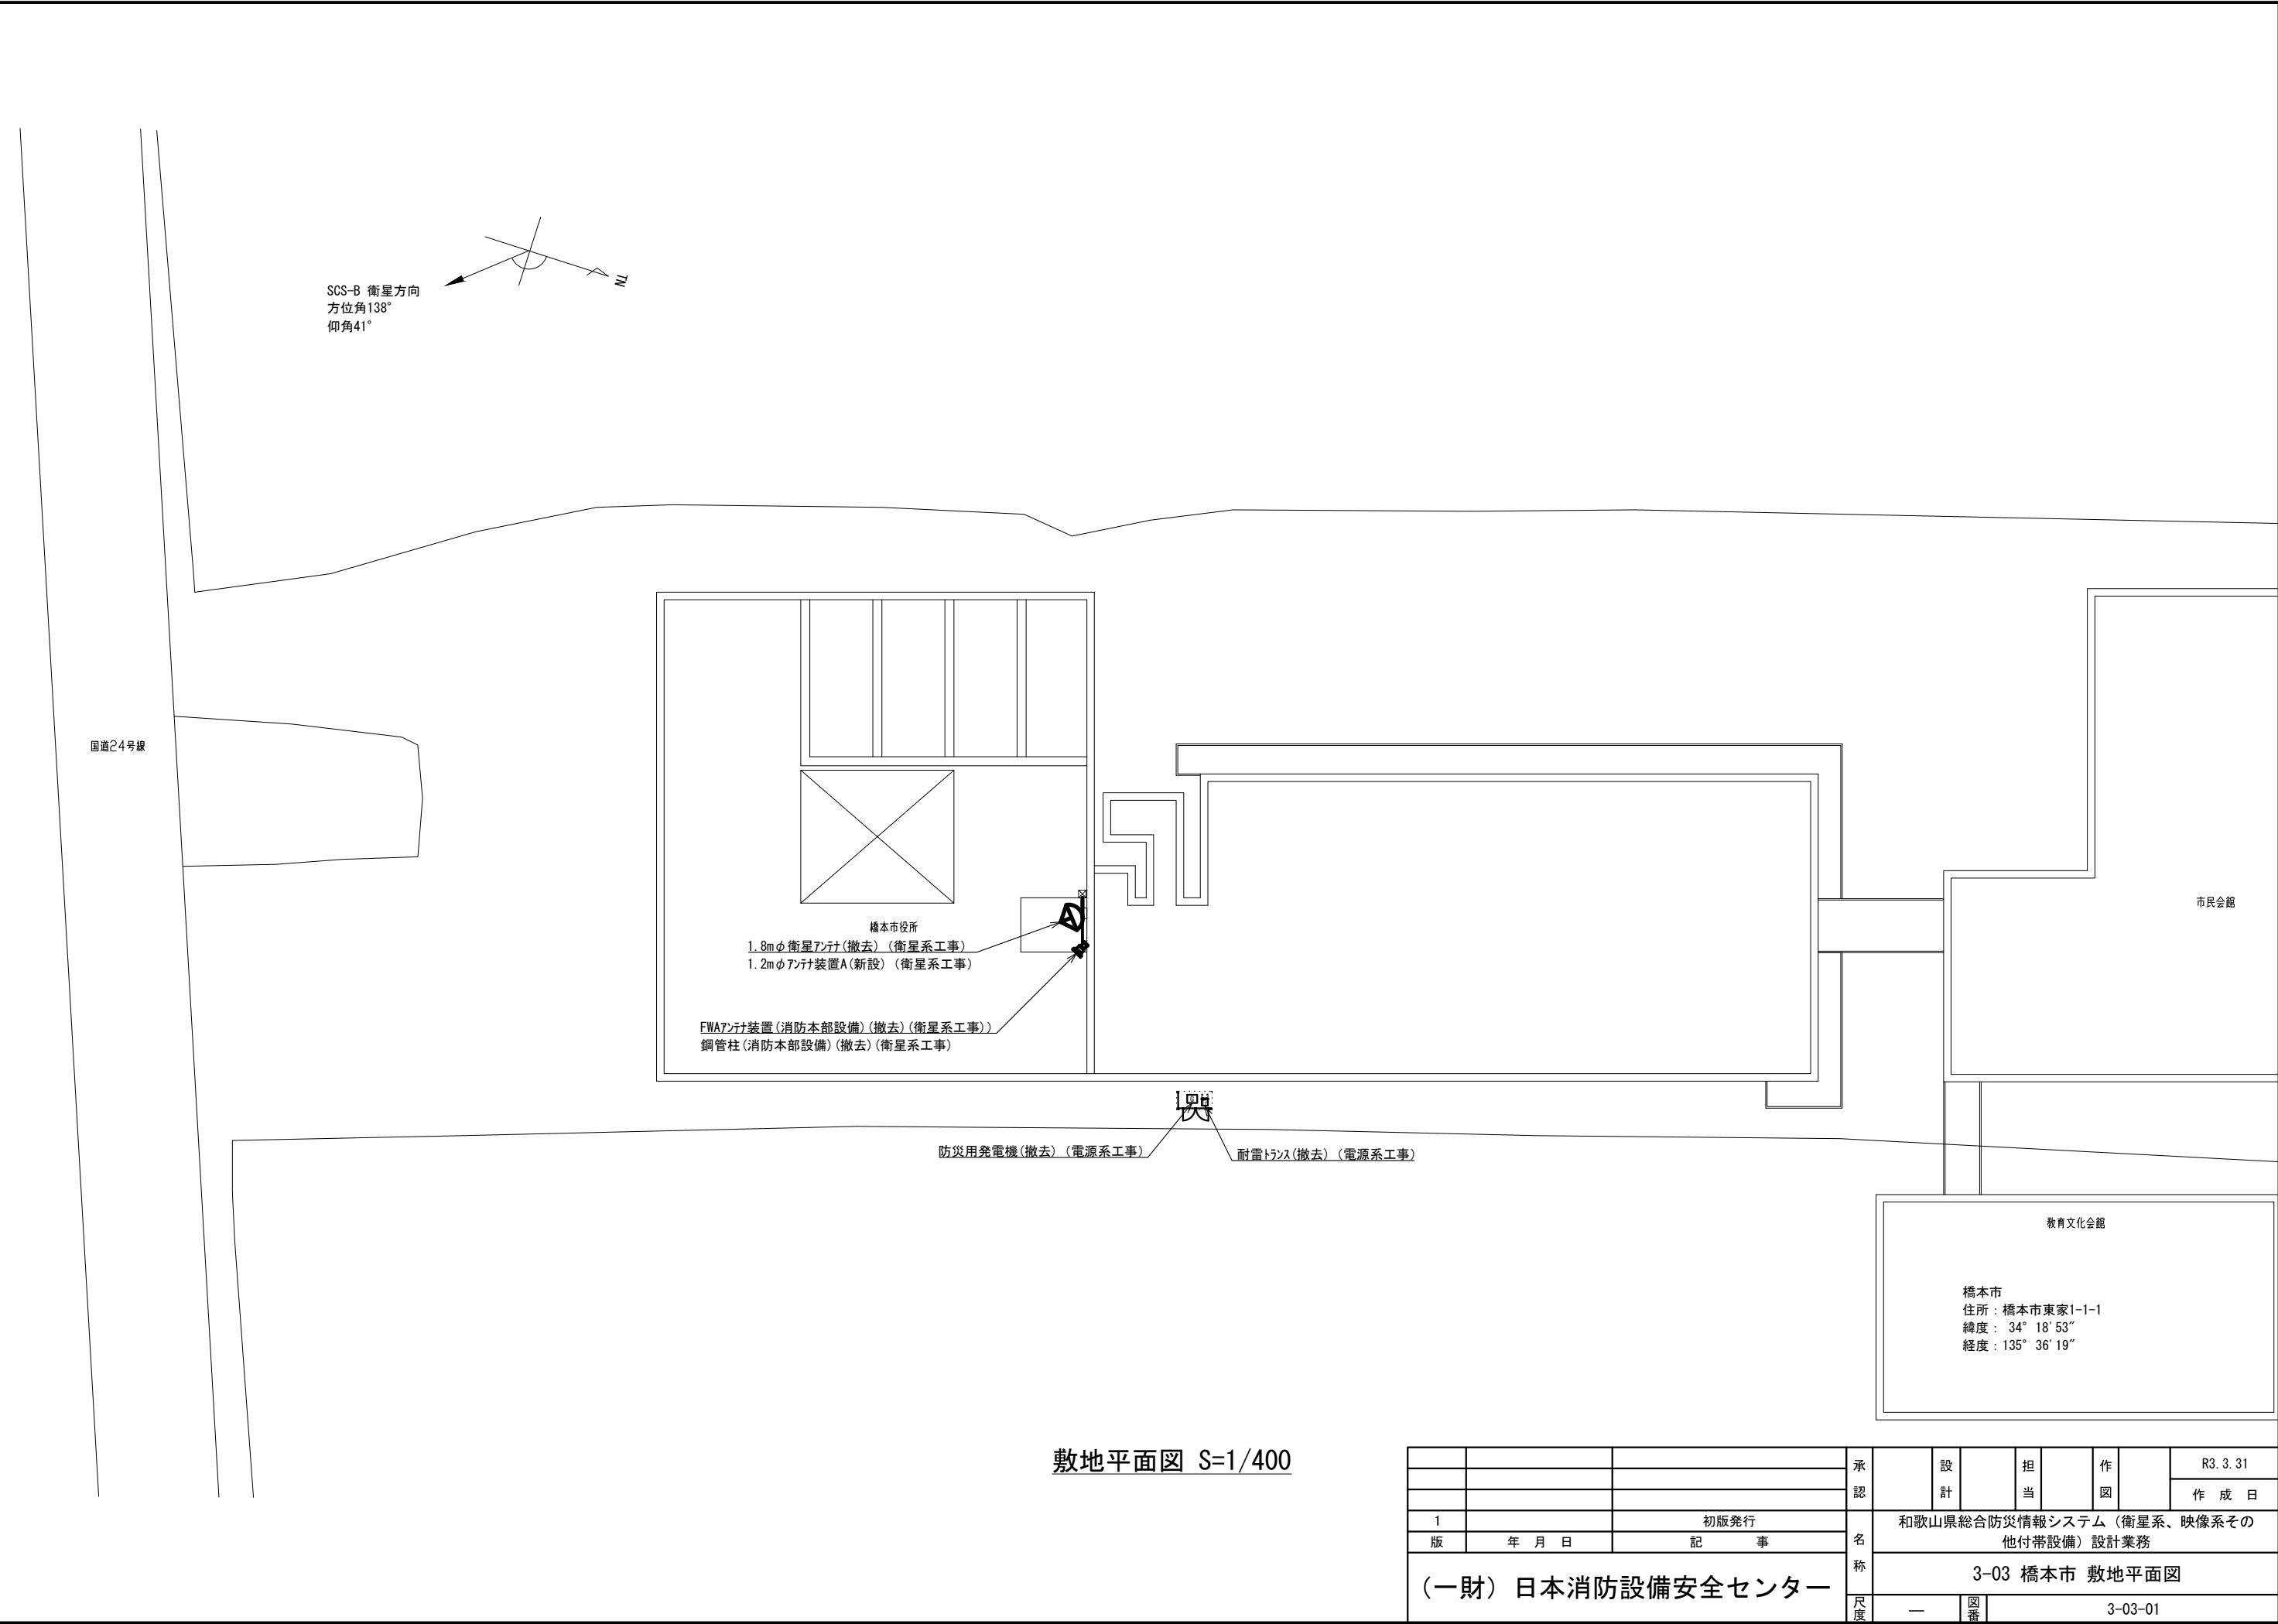 TN
SCS-B 衛星方向
方位角138°
仰角41°
国道24号線
市民会館
橋本市役所
1.8mφ衛星ｱﾝﾃﾅ(撤去)（衛星系工事）
1.2mφｱﾝﾃﾅ装置A(新設)（衛星系工事）
FWAｱﾝﾃﾅ装置(消防本部設備)(撤去)(衛星系工事))
鋼管柱(消防本部設備)(撤去)(衛星系工事)
防災用発電機(撤去)（電源系工事）
耐雷ﾄﾗﾝｽ(撤去)（電源系工事）
教育文化会館
橋本市
住所：橋本市東家1-1-1
緯度： 34° 18' 53″
経度：135° 36' 19″
敷地平面図 S=1/400
承認
設計
担当
作図
R3.3.31
作 成 日
1 初版発行
版 年 月 日 記 事
名称
和歌山県総合防災情報システム（衛星系、映像系その
他付帯設備）設計業務
（一財）日本消防設備安全センター
3-03 橋本市 敷地平面図
尺度 ― 図番 3-03-01